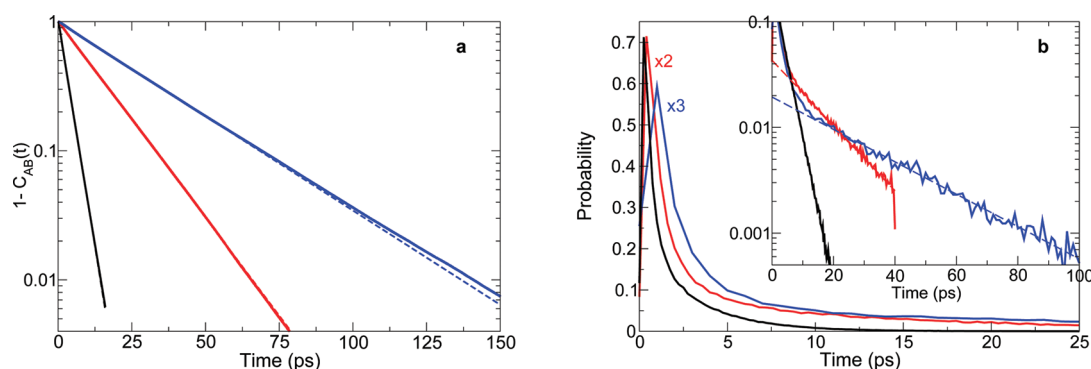 a
1
0.1
0.01
1- C_AB(t)
0 25 50 75 100 125 150
Time (ps)
b
0.7
0.6
0.5
0.4
0.3
0.2
0.1
0
Probability
x2
x3
0 5 10 15 20 25
Time (ps)
0.1
0.01
0.001
0 20 40 60 80 100
Time (ps)